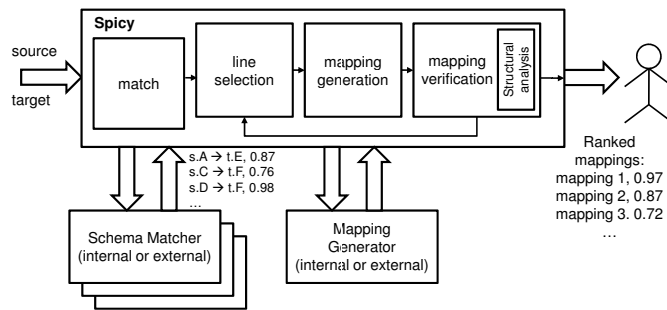 Spicy
source
target
match
line
selection
mapping
generation
mapping
verification
Structural
analysis
s.A → t.E, 0.87
s.C → t.F, 0.76
s.D → t.F, 0.98
…
Schema Matcher
(internal or external)
Mapping
Generator
(internal or external)
Ranked
mappings:
mapping 1, 0.97
mapping 2, 0.87
mapping 3. 0.72
…